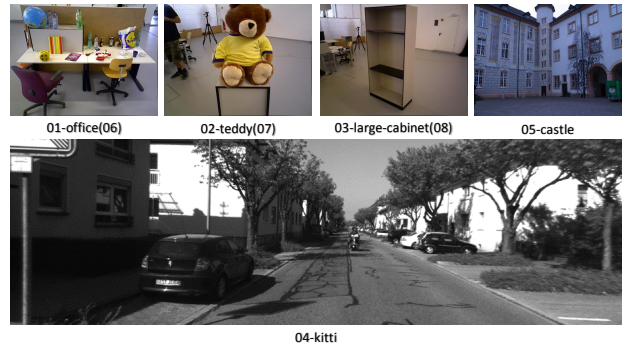 01-office(06)
02-teddy(07)
03-large-cabinet(08)
05-castle
04-kitti